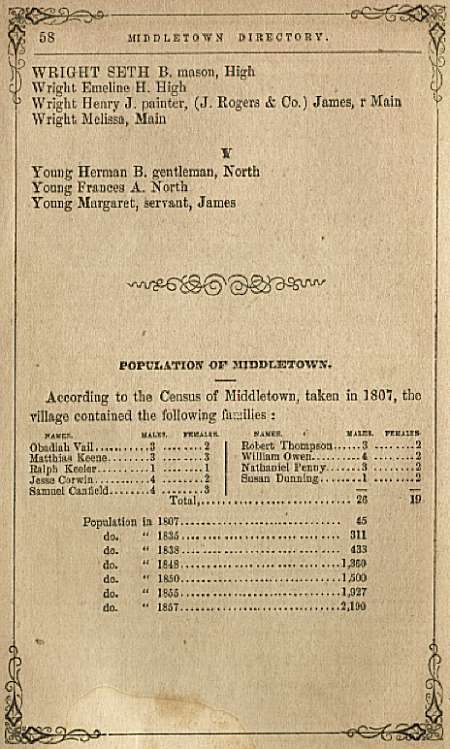 58 MIDDLETOWN DIRECTORY.
WRIGHT SETH B. mason, High
Wright Emeline H. High
Wright Henry J. painter, (J. Rogers & Co.) James, r Main
Wright Melissa, Main
Y
Young Herman B. gentleman, North
Young Frances A. North
Young Margaret, servant, James
POPULATION OF MIDDLETOWN.
According to the Census of Middletown, taken in 1807, the
village contained the following families :
NAMES. MALES. FEMALES. NAMES. MALES. FEMALES.
Obadiah Vail..........3 .........2 Robert Thompson.......3 .........2
Matthias Keene........3 .........3 William Owen..........4 .........2
Ralph Keeler..........1 .........1 Nathaniel Penny.......3 .........2
Jesse Corwin..........4 .........2 Susan Dunning.........1 .........2
Samuel Canfield.......4 .........3
Total,............................ 26 19
Population in 1807.............................. 45
do. “ 1835.............................. 311
do. “ 1838.............................. 433
do. “ 1848..............................1,360
do. “ 1850..............................1,500
do. “ 1855..............................1,927
do. “ 1857..............................2,190